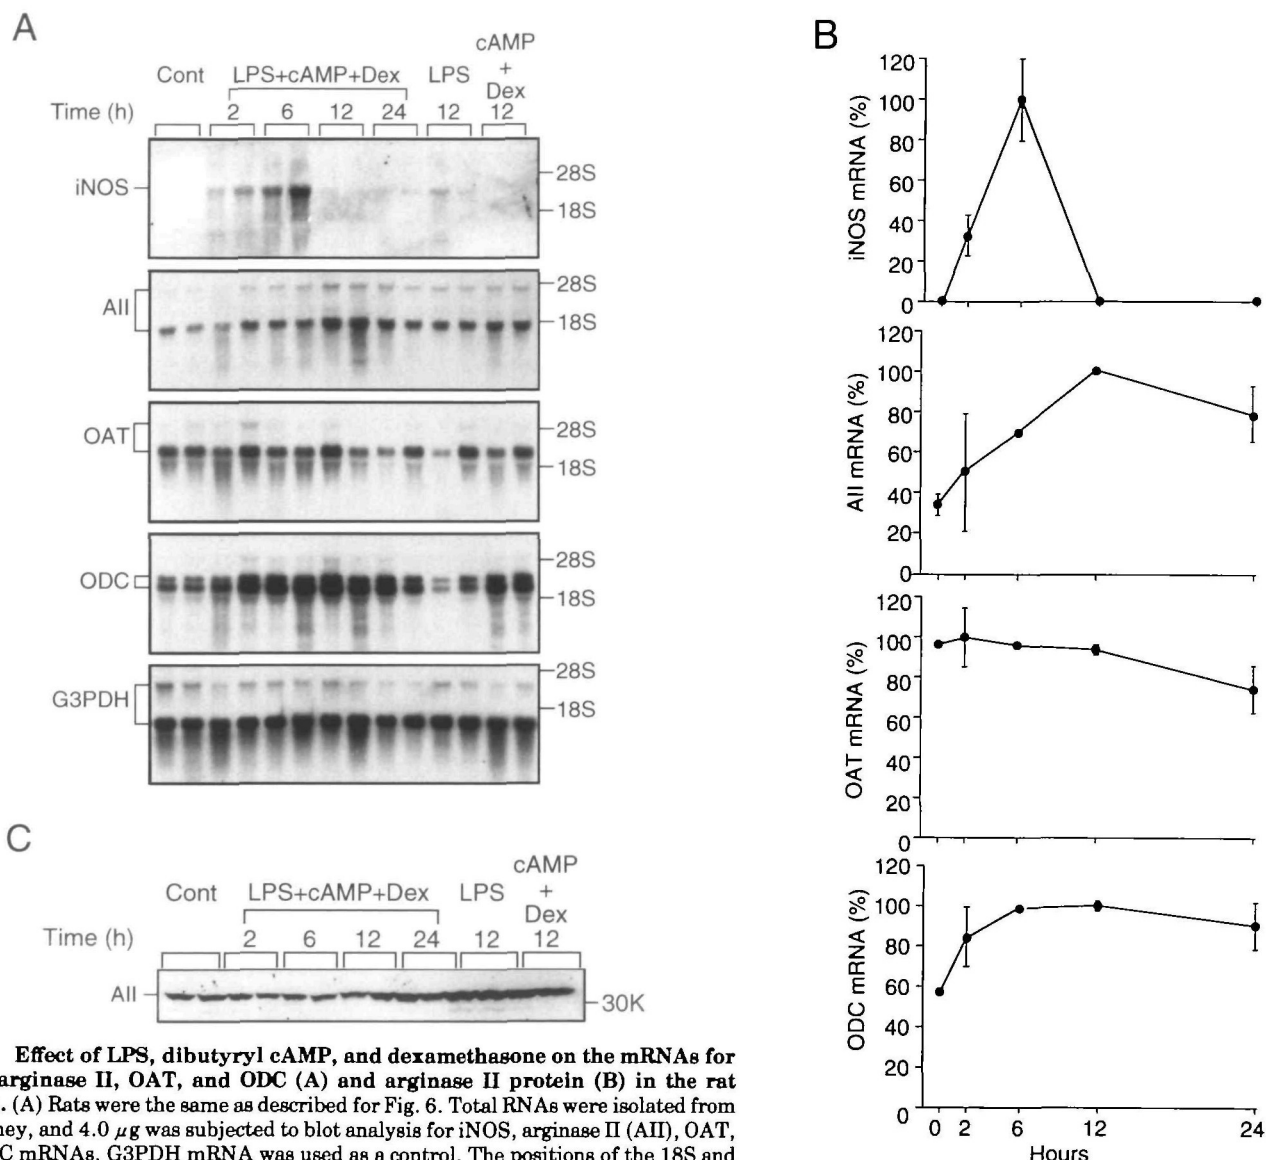 A
cAMP
+
Dex
Cont LPS+cAMP+Dex LPS
Time (h) 2 6 12 24 12 12
iNOS
28S
18S
AII
28S
18S
OAT
28S
18S
ODC
28S
18S
G3PDH
28S
18S
B
120
100
80
60
40
20
0
iNOS mRNA (%)
120
100
80
60
40
20
0
AII mRNA (%)
120
100
80
60
40
20
0
OAT mRNA (%)
120
100
80
60
40
20
0
ODC mRNA (%)
0 2 6 12 24
Hours
C
cAMP
+
Dex
Cont LPS+cAMP+Dex LPS
Time (h) 2 6 12 24 12 12
AII
30K
Effect of LPS, dibutyryl cAMP, and dexamethasone on the mRNAs for
arginase II, OAT, and ODC (A) and arginase II protein (B) in the rat
. (A) Rats were the same as described for Fig. 6. Total RNAs were isolated from
ney, and 4.0 μg was subjected to blot analysis for iNOS, arginase II (AII), OAT,
C mRNAs. G3PDH mRNA was used as a control. The positions of the 18S and